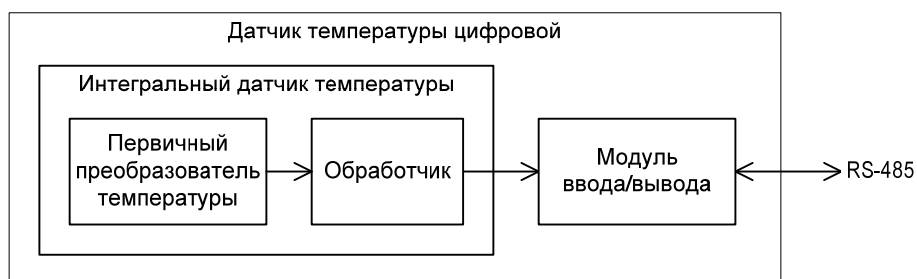 Датчик температуры цифровой
Интегральный датчик температуры
Первичный
преобразователь
температуры
Обработчик
Модуль
ввода/вывода
RS-485